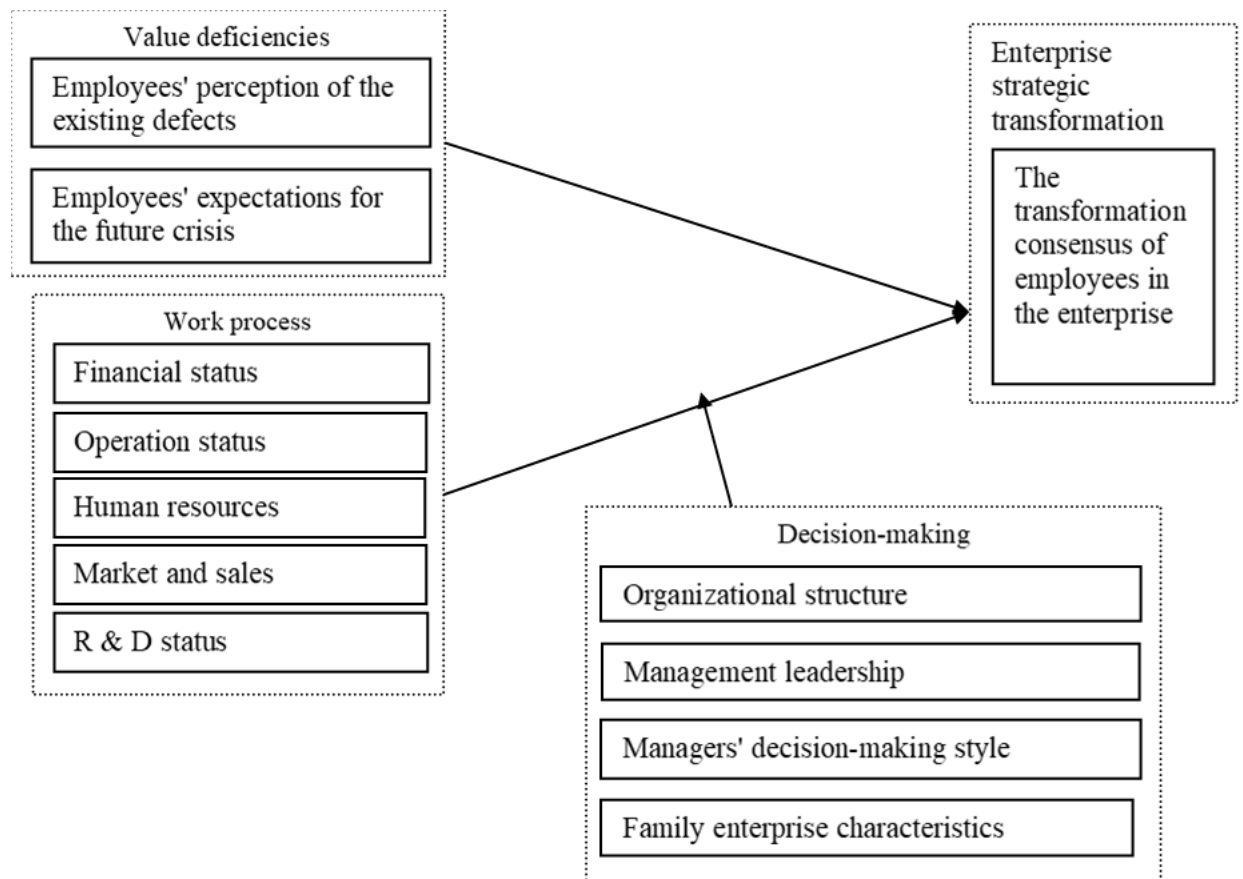 Value deficiencies
Employees' perception of the
existing defects
Employees' expectations for
the future crisis
Work process
Financial status
Operation status
Human resources
Market and sales
R & D status
Enterprise
strategic
transformation
The
transformation
consensus of
employees in
the enterprise
Decision-making
Organizational structure
Management leadership
Managers' decision-making style
Family enterprise characteristics